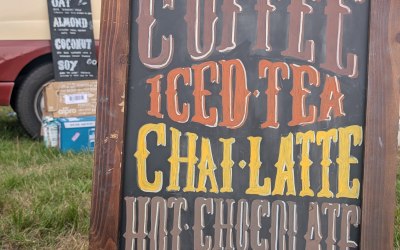 OAT
ALMOND
COCONUT
SOY
COFFEE
ICED·TEA
CHAI·LATTE
HOT·CHOCOLATE